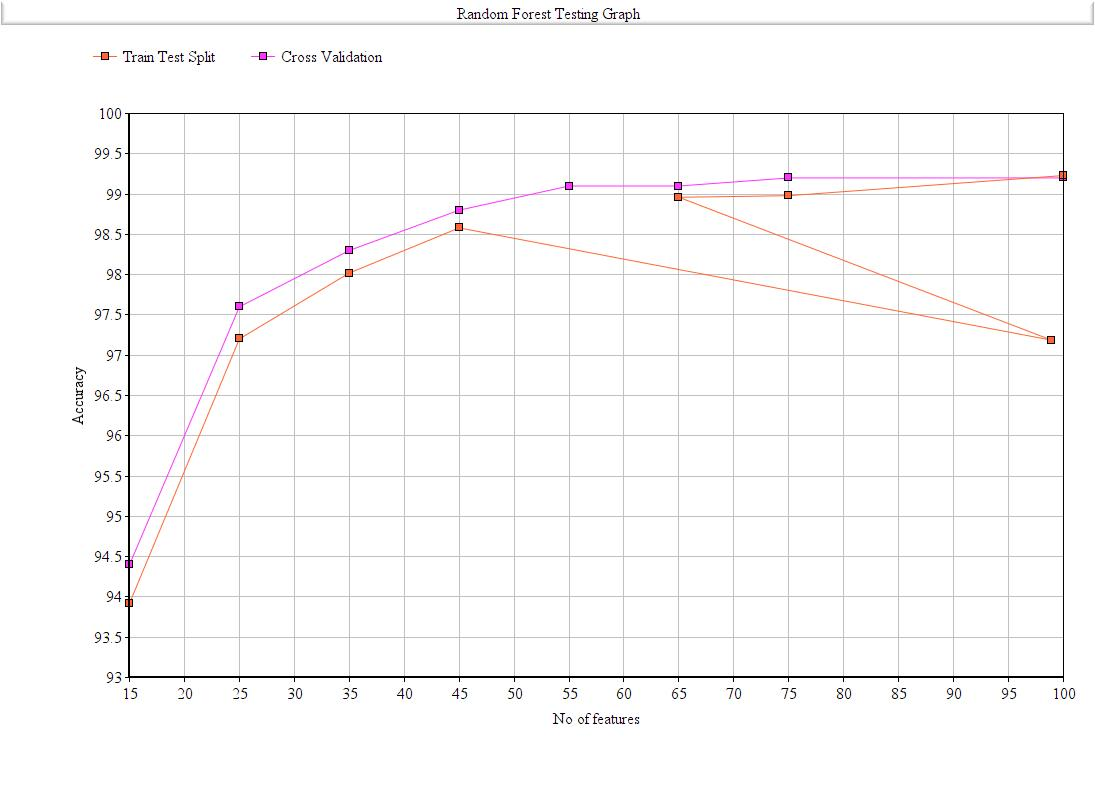 Random Forest Testing Graph
Train Test Split
Cross Validation
100
99.5
99
98.5
98
97.5
97
96.5
96
95.5
95
94.5
94
93.5
93
Accuracy
15 20 25 30 35 40 45 50 55 60 65 70 75 80 85 90 95 100
No of features